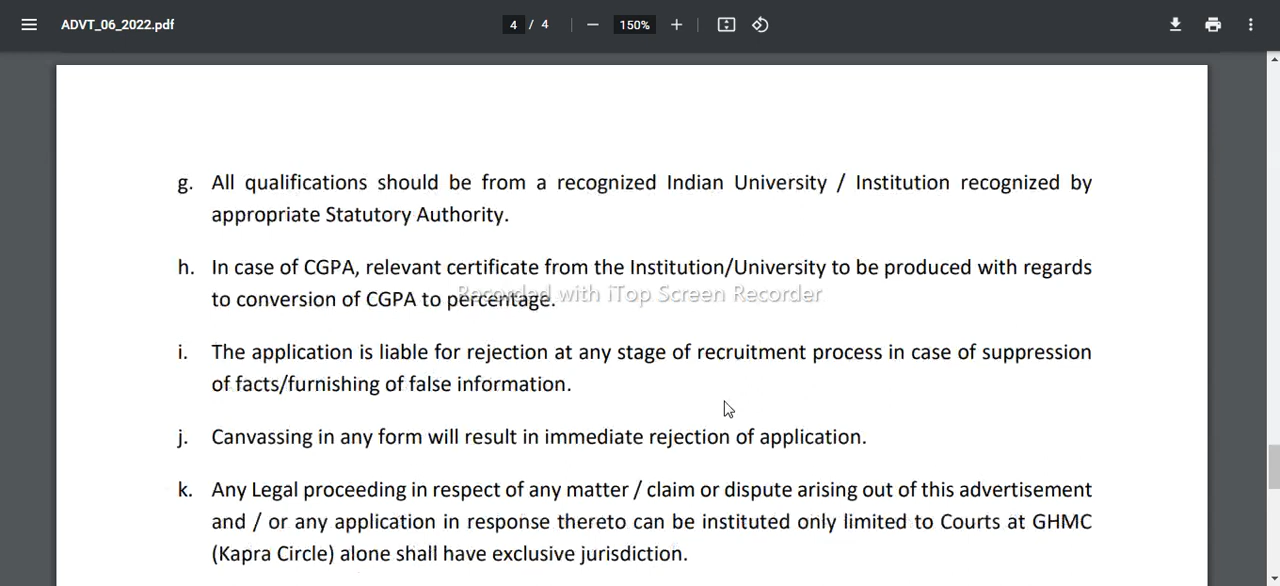 ADVT_06_2022.pdf
4 / 4
150%
g. All qualifications should be from a recognized Indian University / Institution recognized by
appropriate Statutory Authority.
h. In case of CGPA, relevant certificate from the Institution/University to be produced with regards
to conversion of CGPA to percentage.
Recorded with iTop Screen Recorder
i. The application is liable for rejection at any stage of recruitment process in case of suppression
of facts/furnishing of false information.
j. Canvassing in any form will result in immediate rejection of application.
k. Any Legal proceeding in respect of any matter / claim or dispute arising out of this advertisement
and / or any application in response thereto can be instituted only limited to Courts at GHMC
(Kapra Circle) alone shall have exclusive jurisdiction.